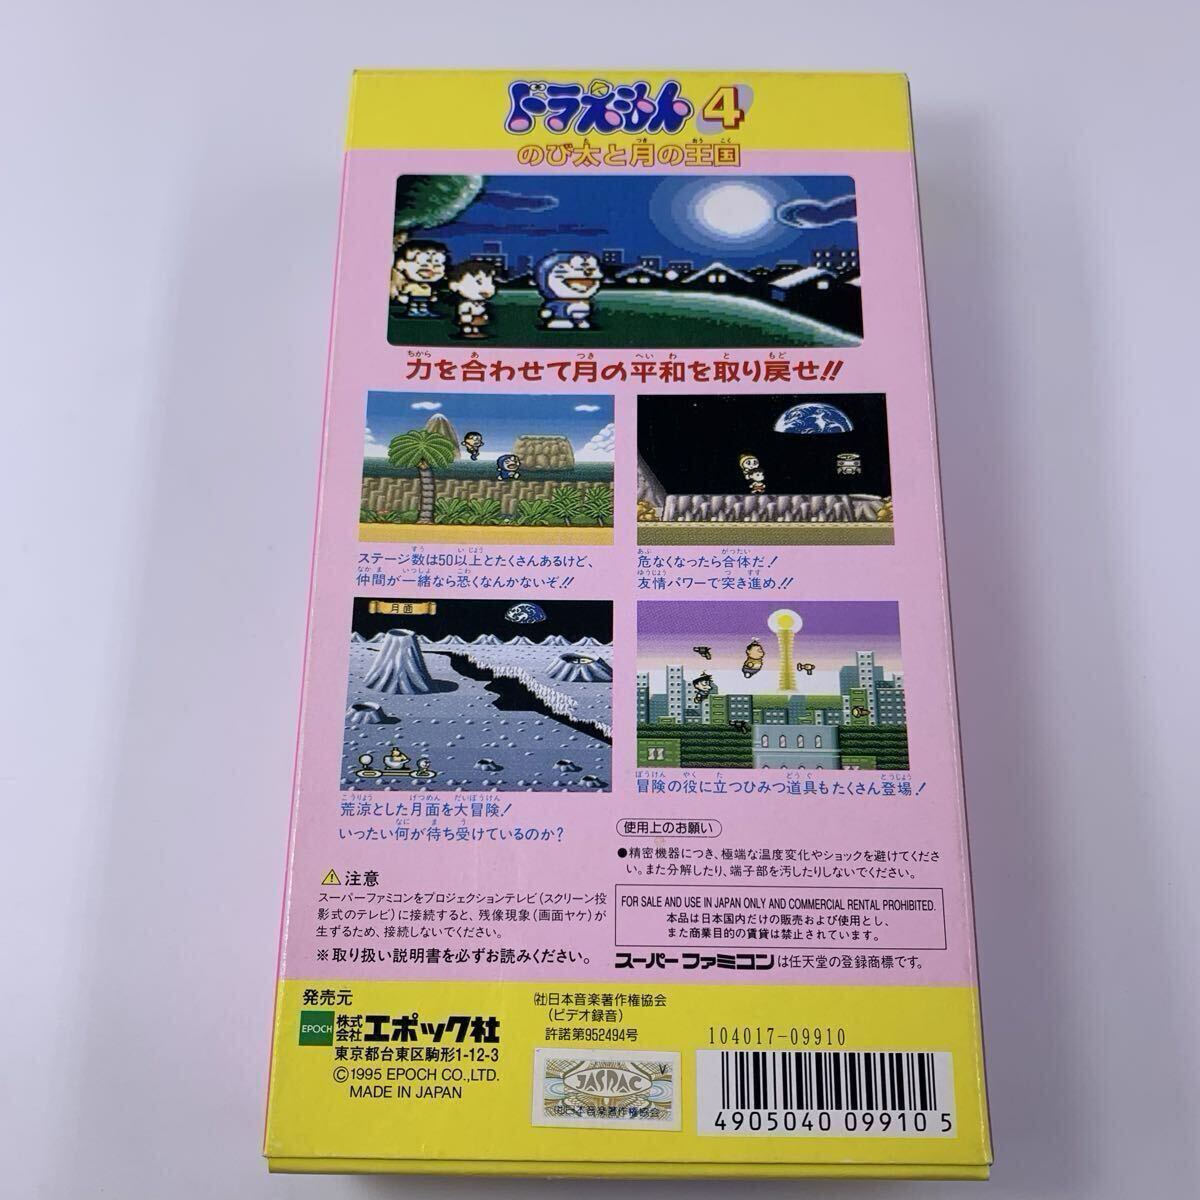 ドラえもん4
のび太と月の王国
力を合わせて月の平和を取り戻せ!!
ステージ数は50以上とたくさんあるけど、
仲間が一緒なら恐くなんかないぞ!!
危なくなったら合体だ!
友情パワーで突き進め!!
月面
荒涼とした月面を大冒険!
いったい何が待ち受けているのか?
冒険の役に立つひみつ道具もたくさん登場!
使用上のお願い
●精密機器につき、極端な温度変化やショックを避けてくださ
い。また分解したり、端子部を汚したりしないでください。
注意
スーパーファミコンをプロジェクションテレビ(スクリーン投
影式のテレビ)に接続すると、残像現象(画面ヤケ)が
生ずるため、接続しないでください。
※取り扱い説明書を必ずお読みください。
FOR SALE AND USE IN JAPAN ONLY AND COMMERCIAL RENTAL PROHIBITED.
本品は日本国内だけの販売および使用とし、
また商業目的の賃貸は禁止されています。
スーパーファミコンは任天堂の登録商標です。
発売元
EPOCH 株式会社エポック社
東京都台東区駒形1-12-3
©1995 EPOCH CO.,LTD.
MADE IN JAPAN
㈳日本音楽著作権協会
(ビデオ録音)
許諾第952494号
V
JASRAC
㈳日本音楽著作権協会
104017-09910
4905040 099105